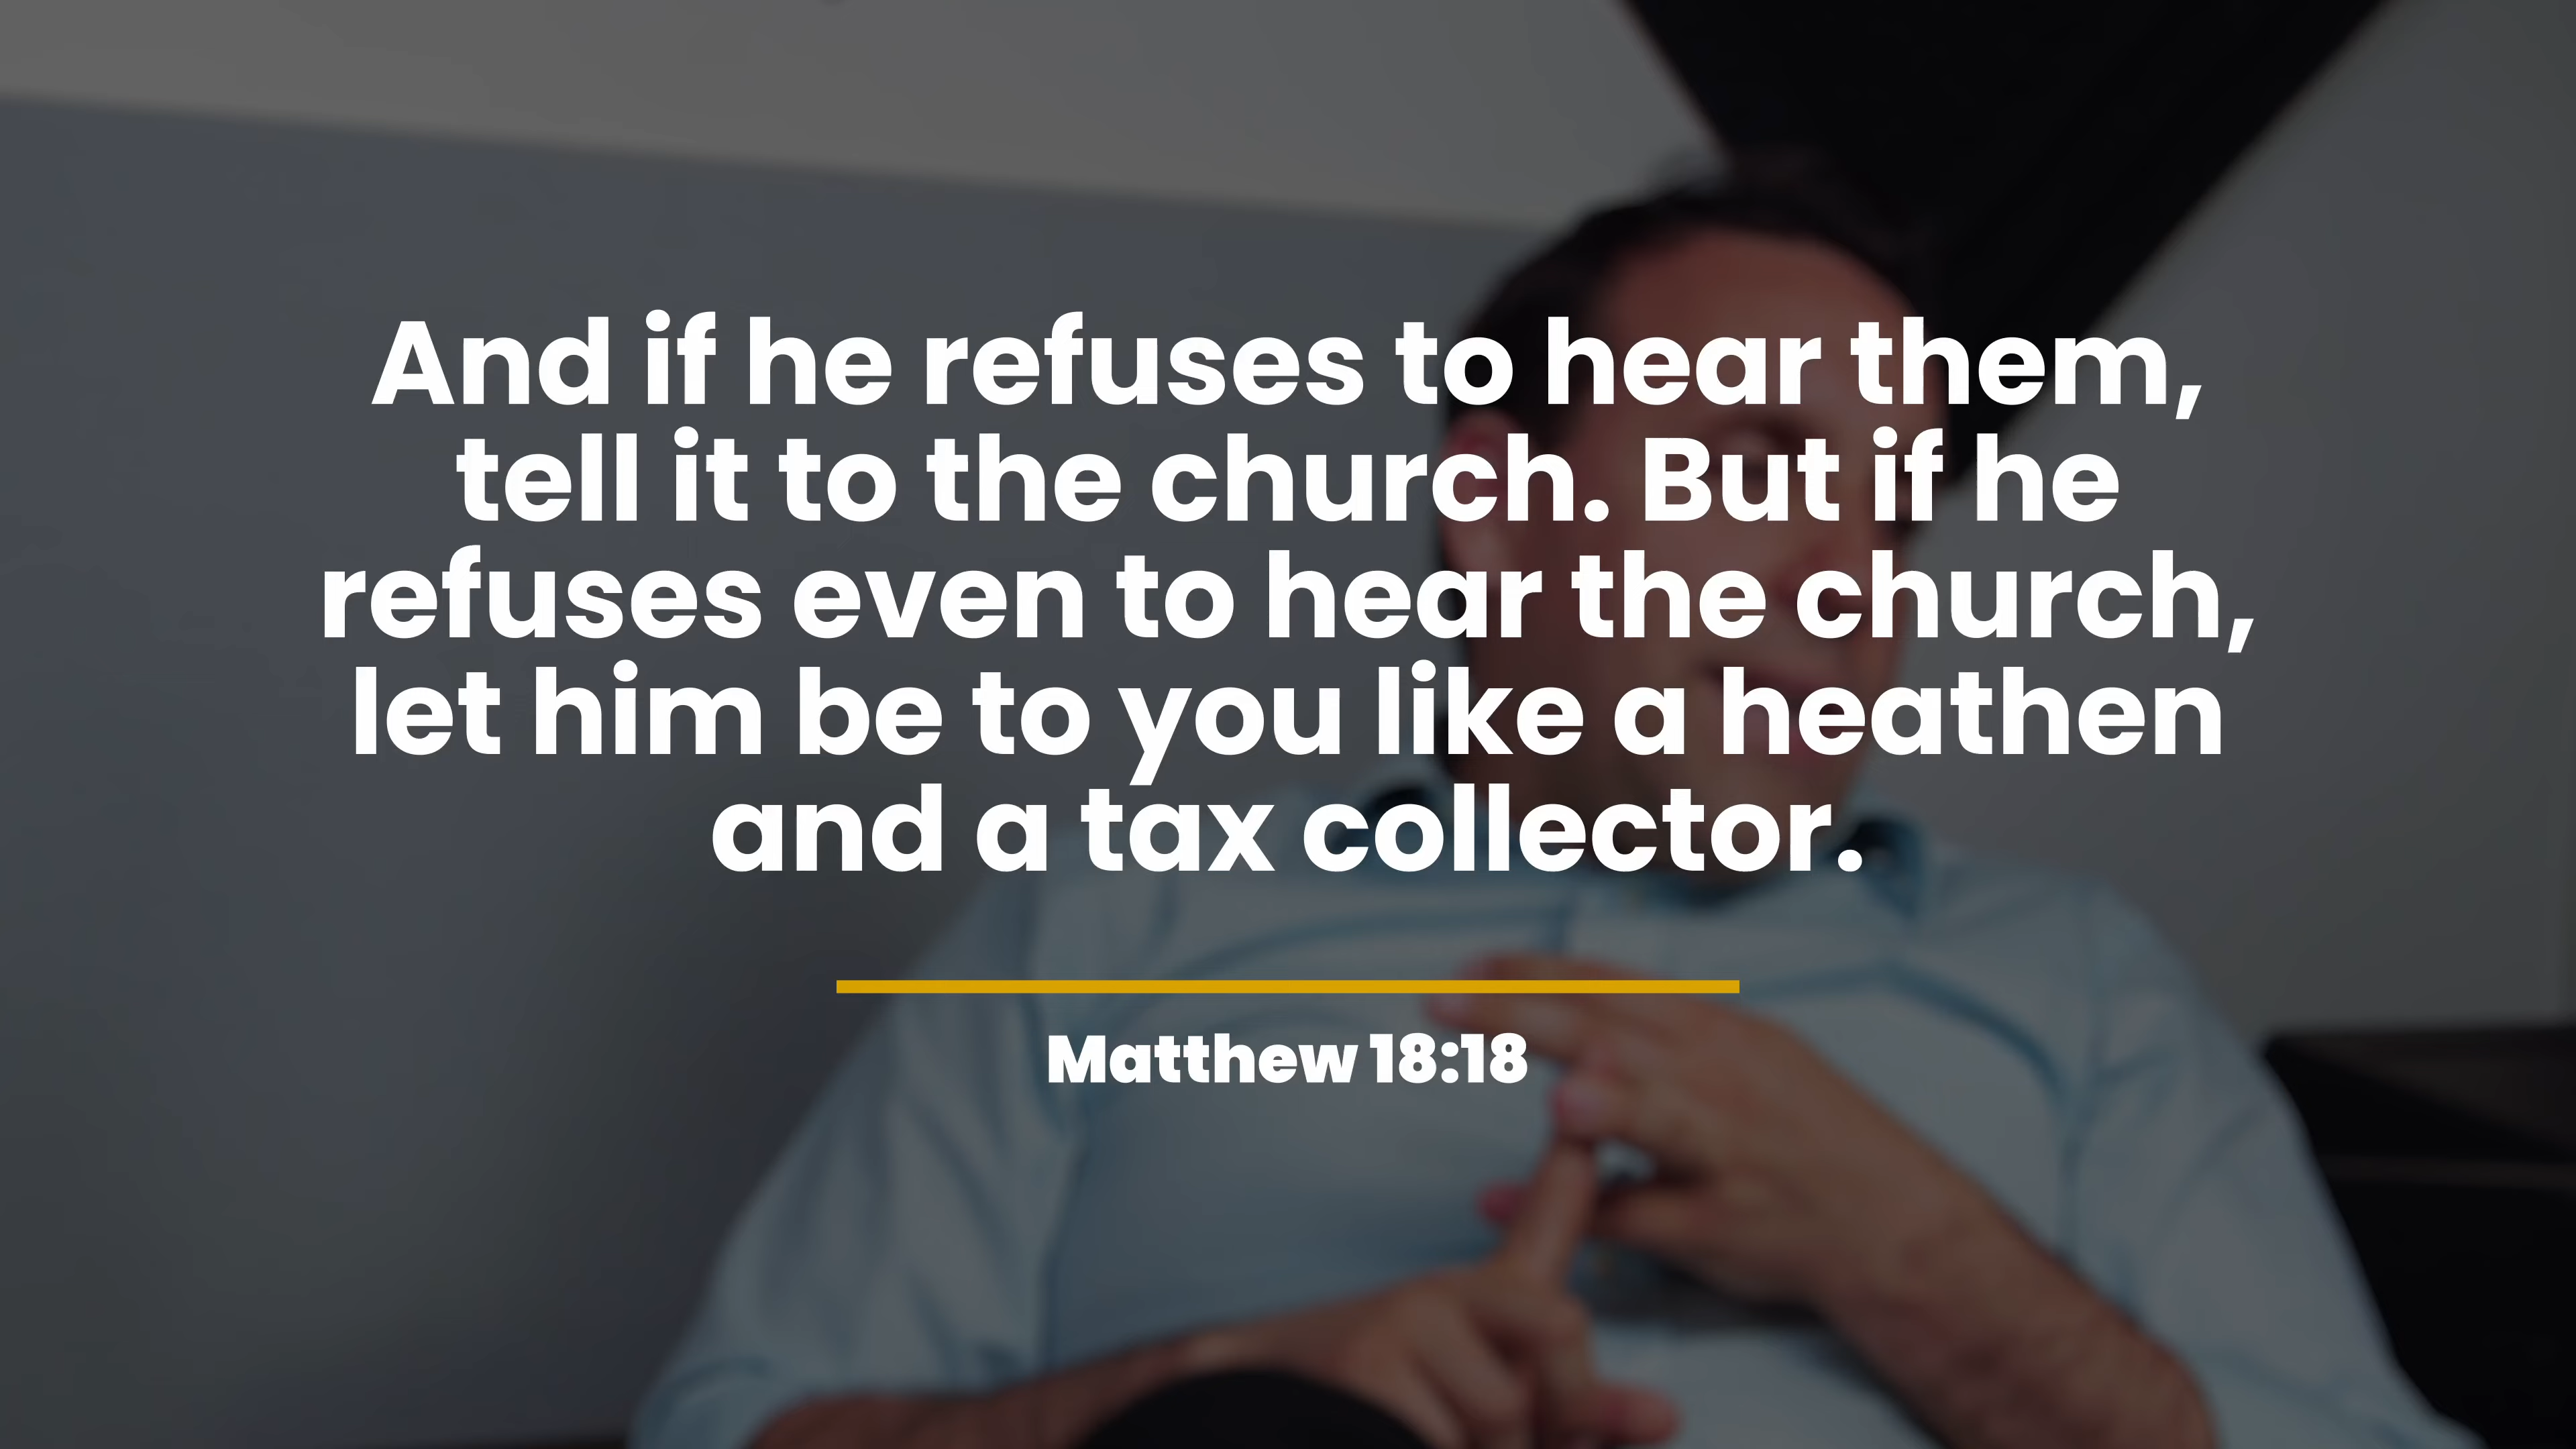 And if he refuses to hear them,
tell it to the church. But if he
refuses even to hear the church,
let him be to you like a heathen
and a tax collector.
Matthew 18:18